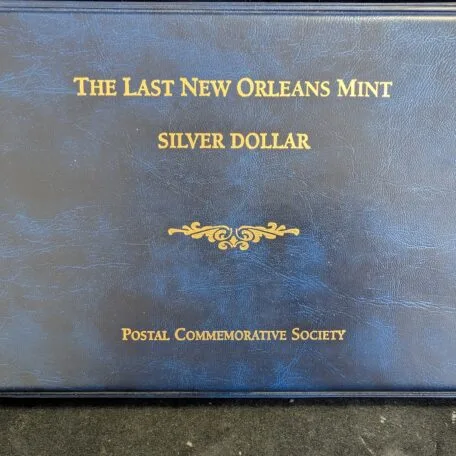 THE LAST NEW ORLEANS MINT
SILVER DOLLAR
POSTAL COMMEMORATIVE SOCIETY